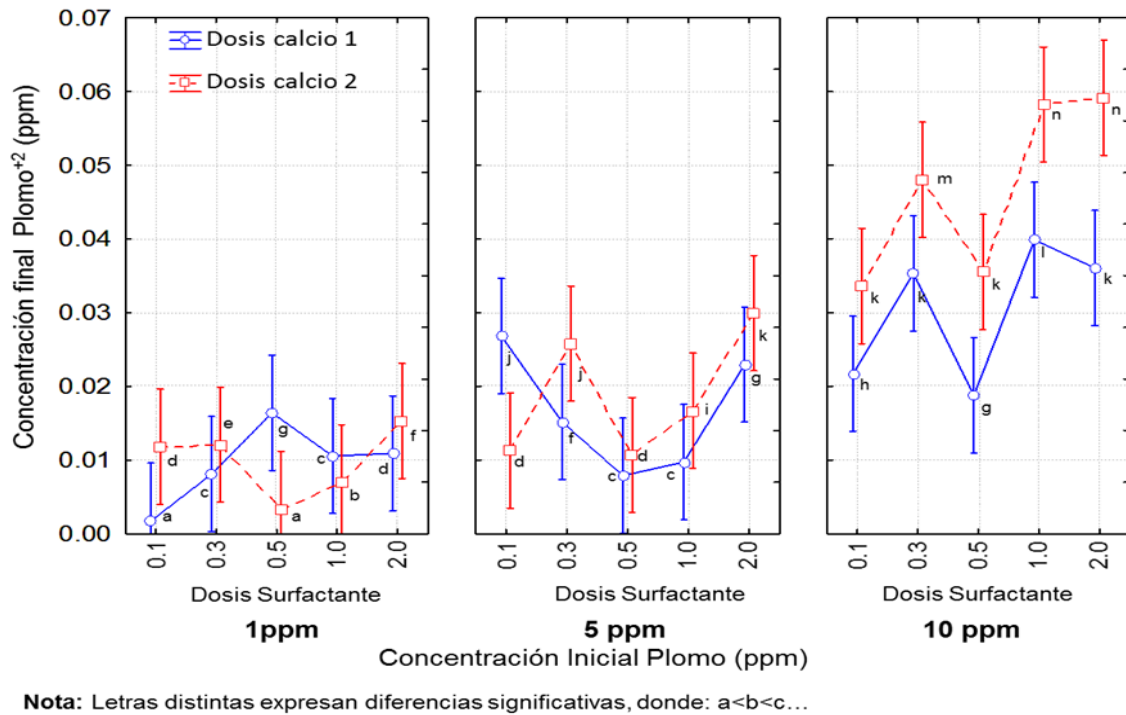 Concentración final Plomo⁺² (ppm)
0.07
0.06
0.05
0.04
0.03
0.02
0.01
0.00
Dosis calcio 1
Dosis calcio 2
a
c
g
c
d
d
e
a
b
f
0.1 0.3 0.5 1.0 2.0
Dosis Surfactante
1ppm
j
f
c
c
g
d
j
d
i
k
0.1 0.3 0.5 1.0 2.0
Dosis Surfactante
5 ppm
h
k
g
l
k
k
m
k
n
n
0.1 0.3 0.5 1.0 2.0
Dosis Surfactante
10 ppm
Concentración Inicial Plomo (ppm)
Nota: Letras distintas expresan diferencias significativas, donde: a<b<c...